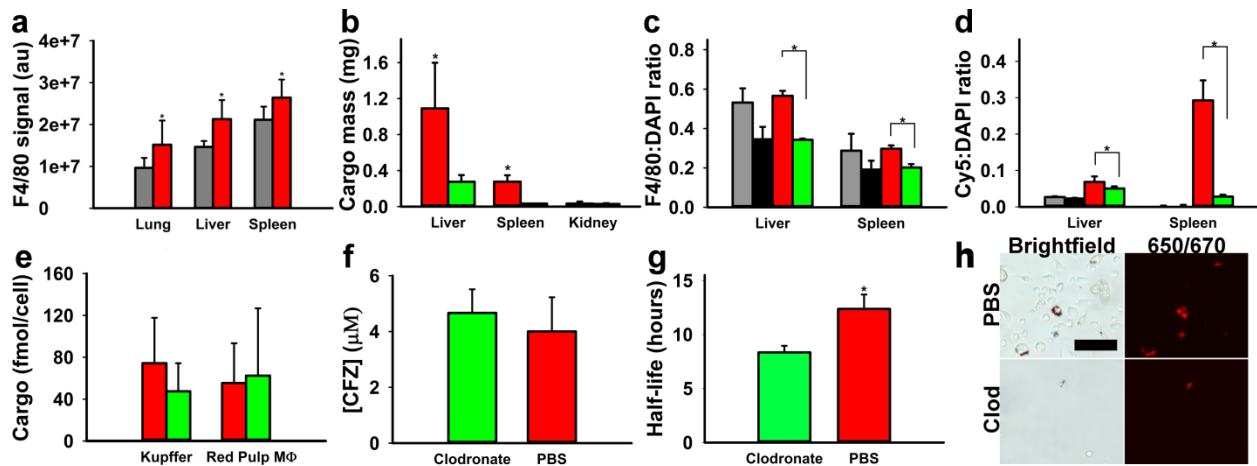 a
F4/80 signal (au)
4e+7
3e+7
2e+7
1e+7
0
*
*
*
Lung Liver Spleen
b
Cargo mass (mg)
1.6
1.2
0.8
0.4
0.0
*
*
Liver Spleen Kidney
c
F4/80:DAPI ratio
0.8
0.6
0.4
0.2
0.0
*
*
Liver Spleen
d
Cy5:DAPI ratio
0.4
0.3
0.2
0.1
0.0
*
*
Liver Spleen
e
Cargo (fmol/cell)
160
120
80
40
0
Kupffer Red Pulp MΦ
f
[CFZ] (μM)
6
4
2
0
Clodronate PBS
g
Half-life (hours)
15
10
5
0
*
Clodronate PBS
h
Brightfield 650/670
PBS
Clod